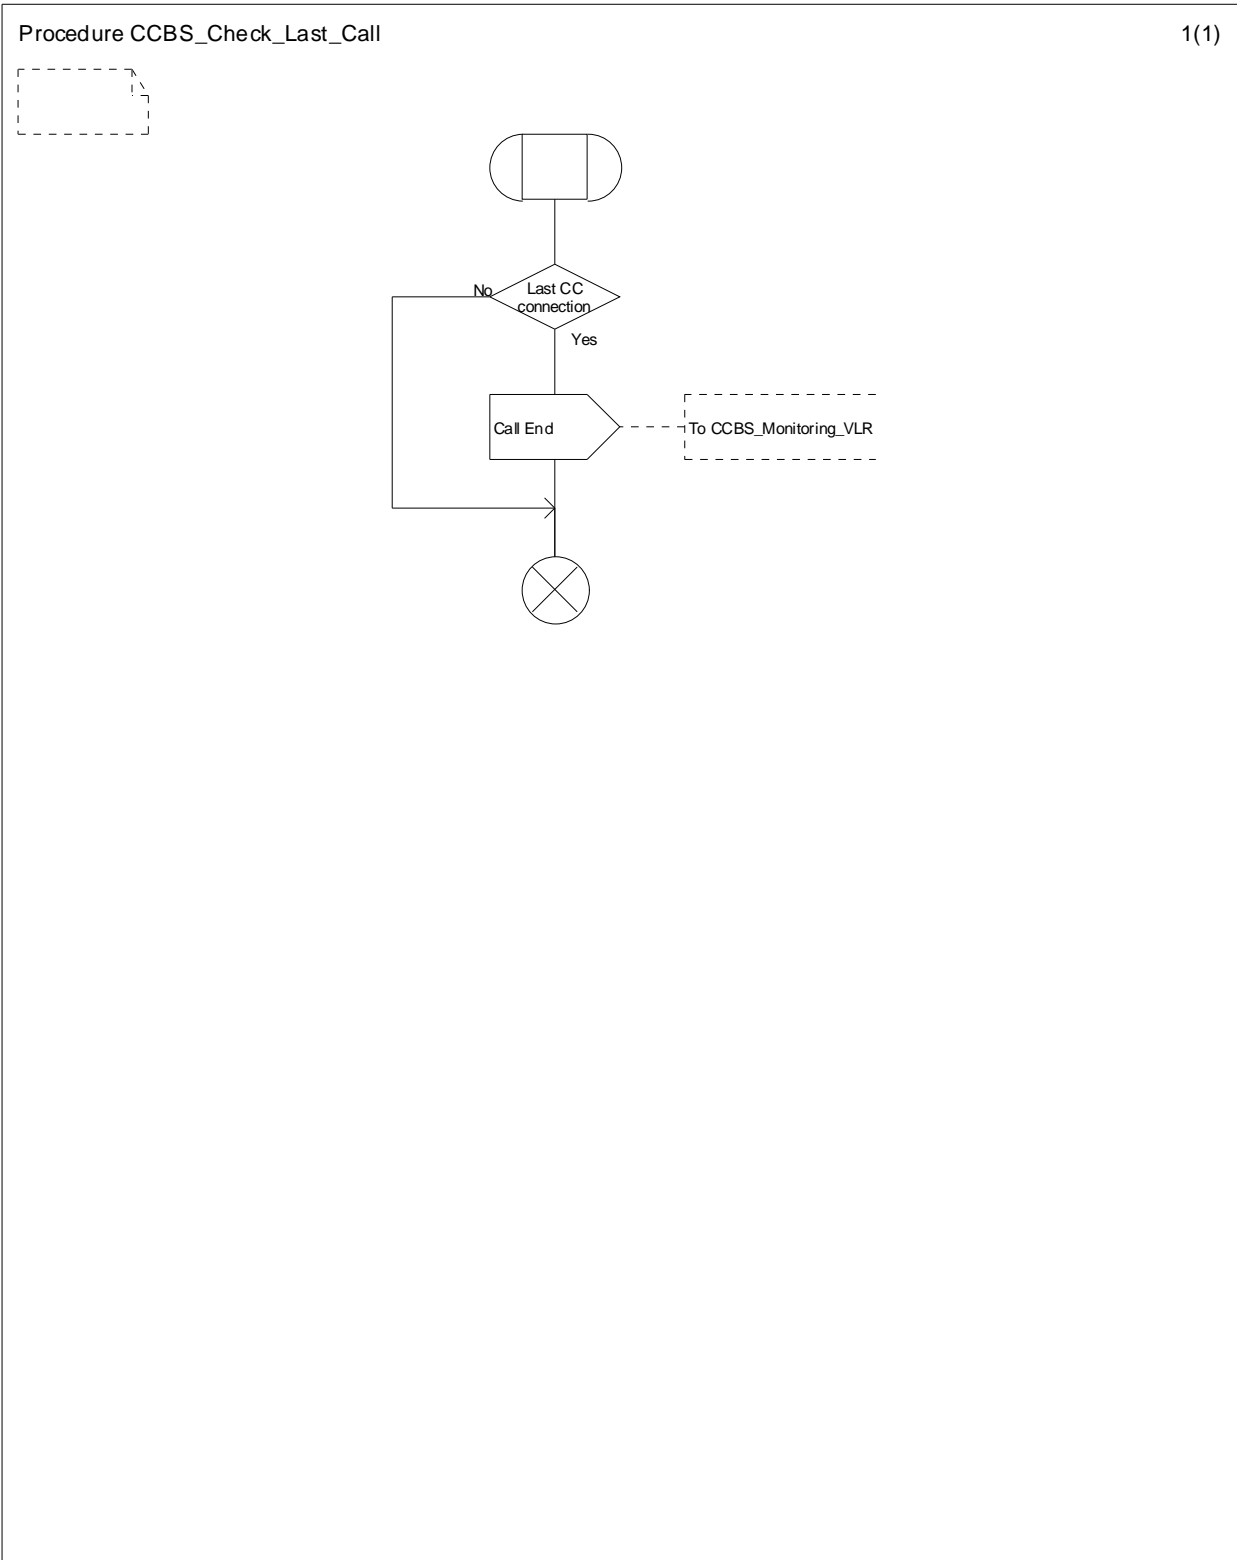 Procedure CCBS_Check_Last_Call
1(1)
No
Last CC
connection
Yes
Call End
To CCBS_Monitoring_VLR